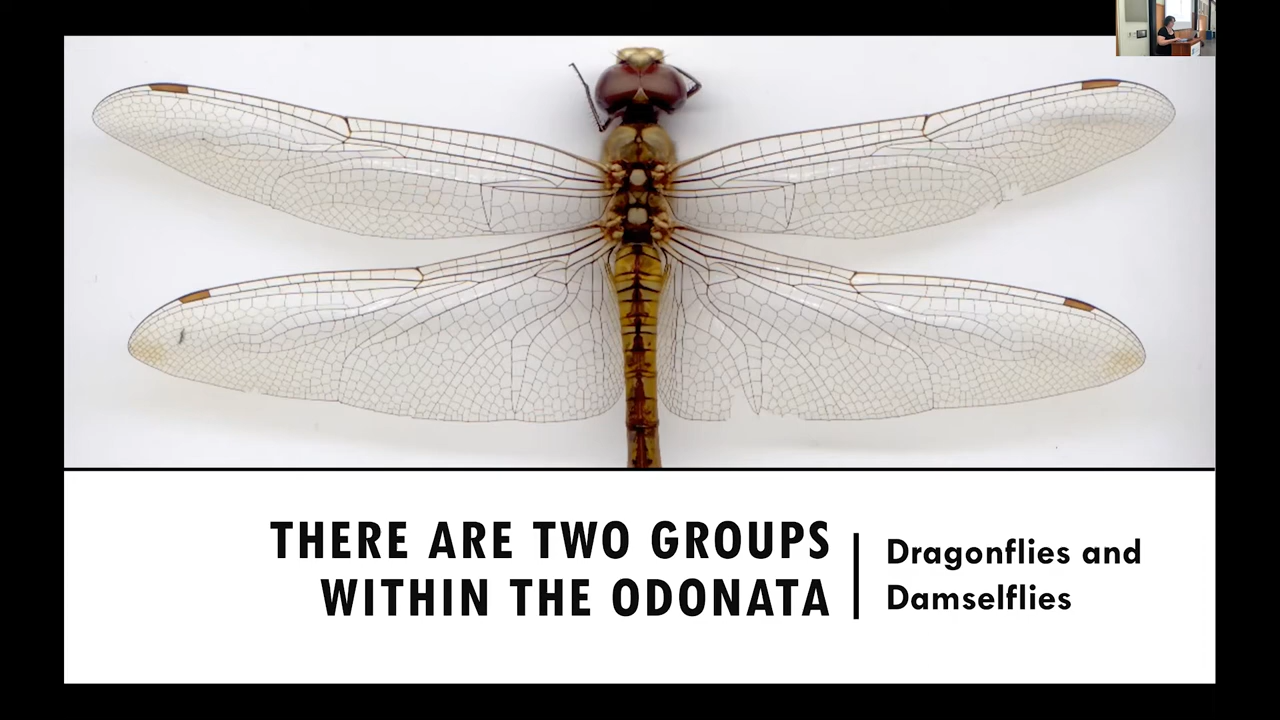 THERE ARE TWO GROUPS
WITHIN THE ODONATA
Dragonflies and
Damselflies